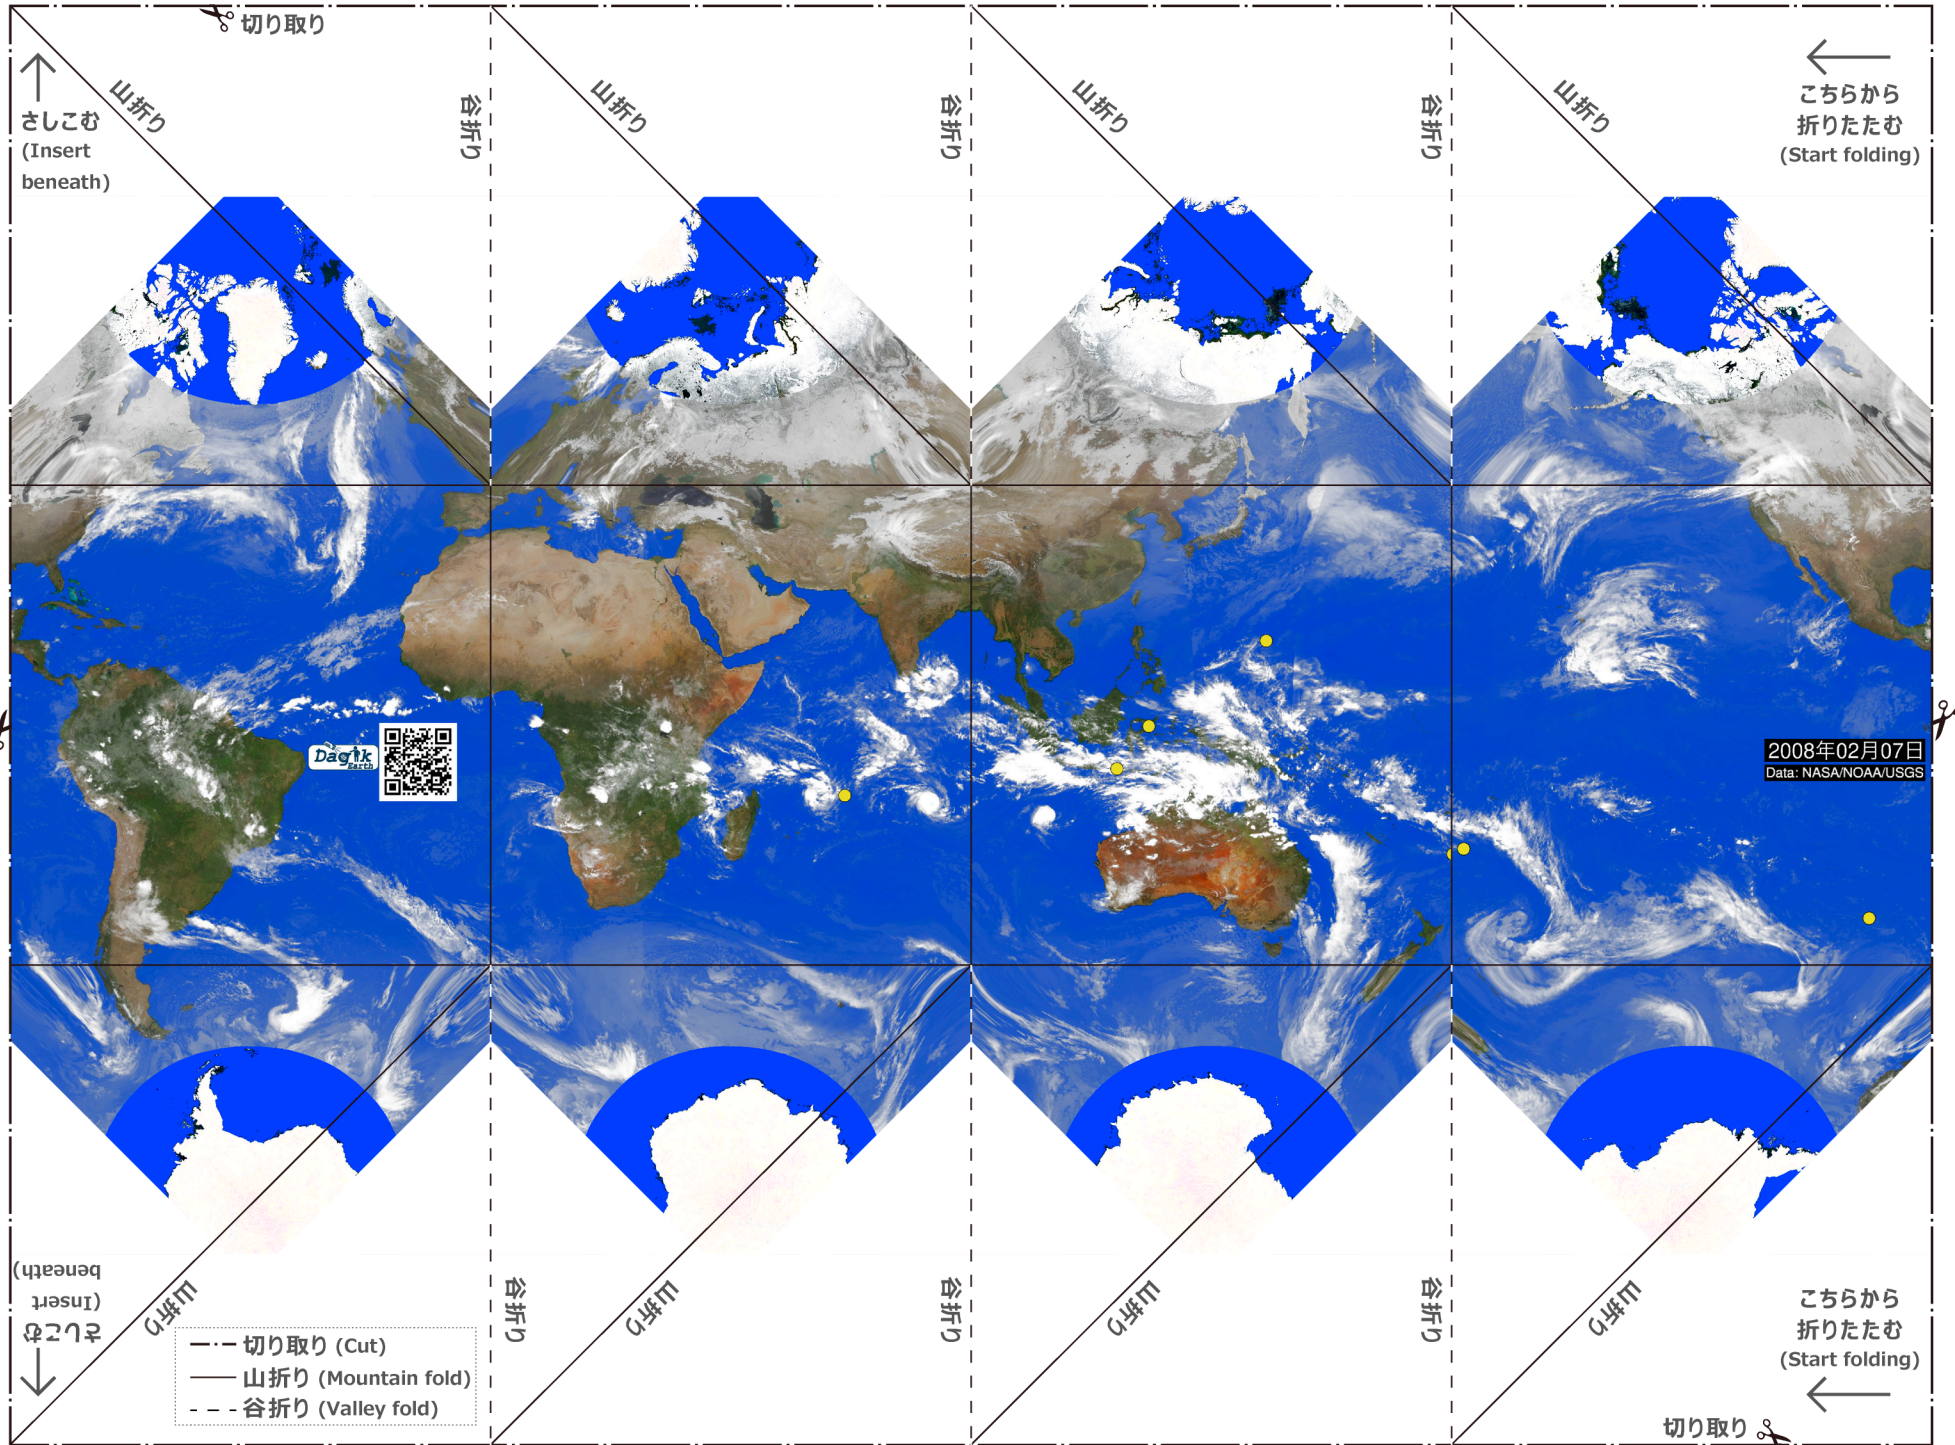 切り取り
さしこむ
(Insert
beneath)
山折り
谷折り
山折り
谷折り
山折り
谷折り
山折り
こちらから
折りたたむ
(Start folding)
Dagik
Earth
2008年02月07日
Data: NASA/NOAA/USGS
さしこむ
(Insert
beneath)
山折り
谷折り
山折り
谷折り
山折り
谷折り
山折り
こちらから
折りたたむ
(Start folding)
切り取り (Cut)
山折り (Mountain fold)
谷折り (Valley fold)
切り取り